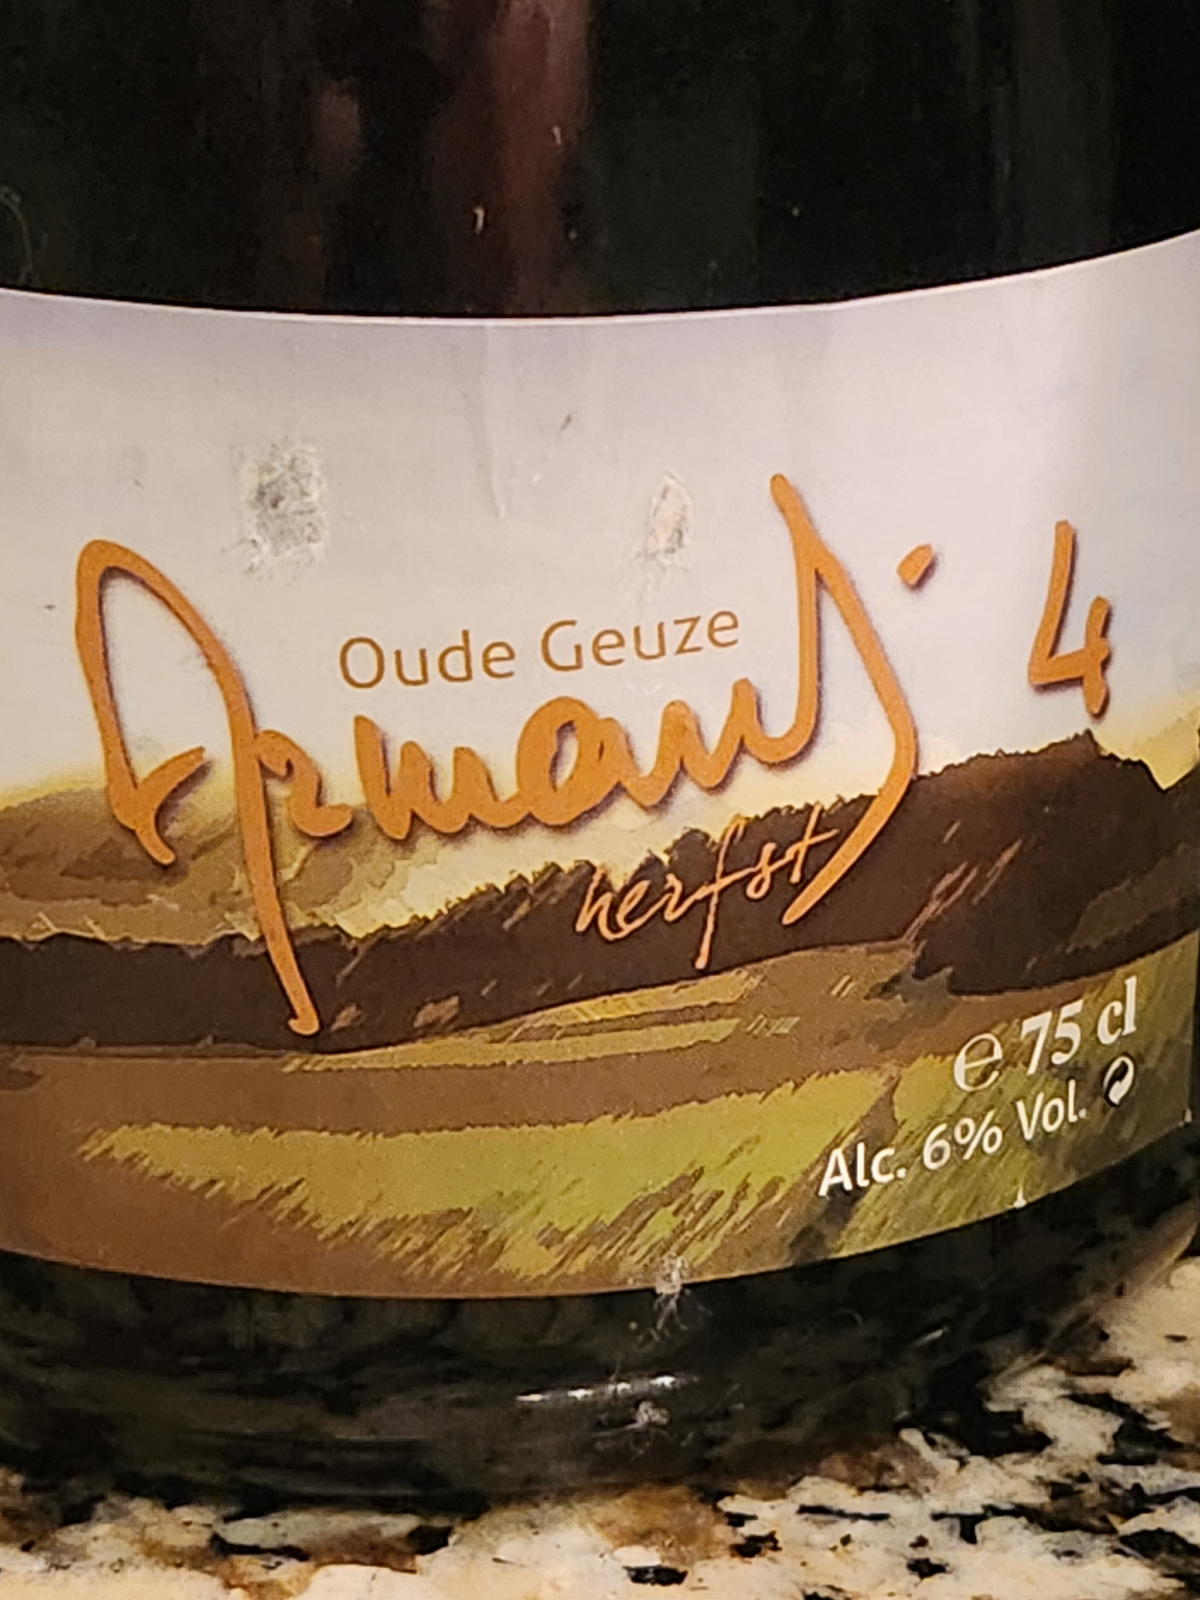 Oude Geuze
Armand' 4
herfst
℮ 75 cl
Alc. 6% Vol.